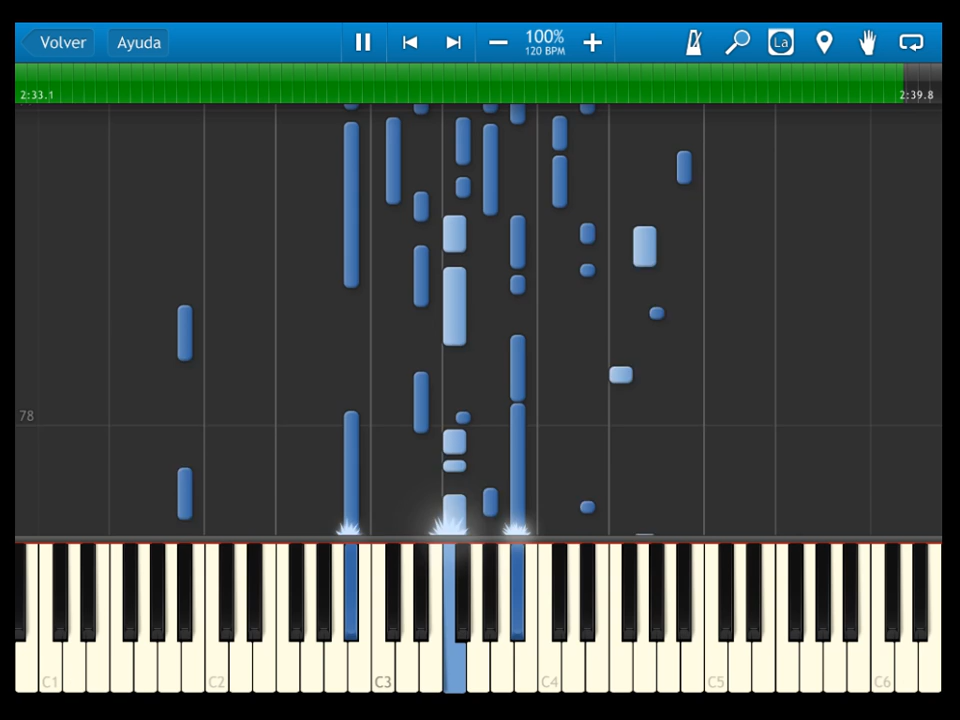 Volver
Ayuda
100%
120 BPM
La
2:33.1
2:39.8
78
C1
C2
C3
C4
C5
C6